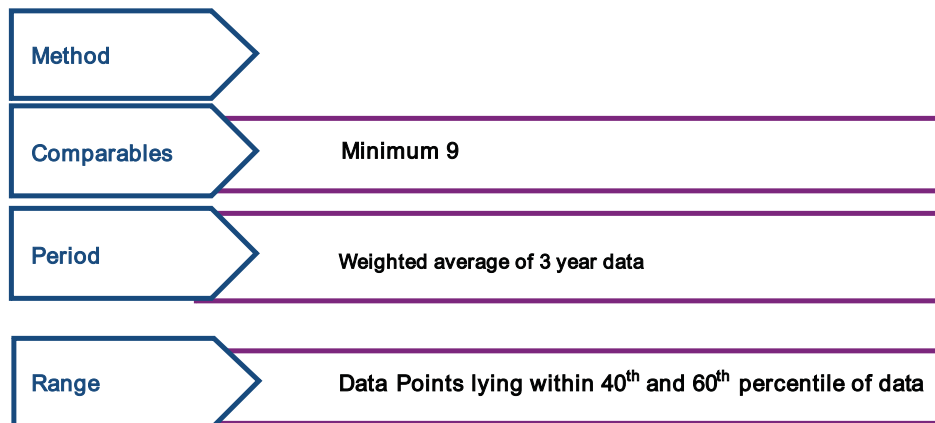 Method
Comparables Minimum 9
Period Weighted average of 3 year data
Range Data Points lying within 40th and 60th percentile of data